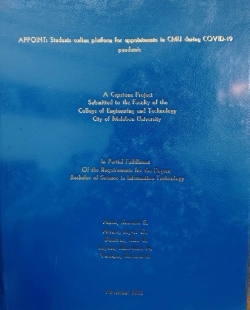 APPOINT: Students online platform for appointments in CMU during COVID-19
pandemic
A Capstone Project
Submitted to the Faculty of the
College of Engineering and Technology
City of Malabon University
In Partial Fulfillment
Of the Requirements for the Degree
Bachelor of Science in Information Technology